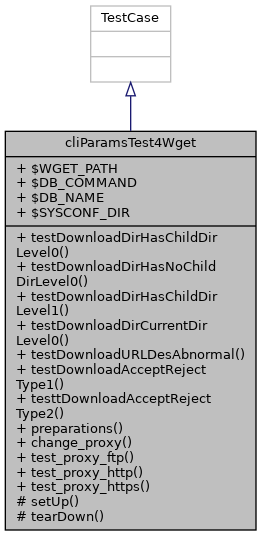 TestCase
cliParamsTest4Wget
+ $WGET_PATH
+ $DB_COMMAND
+ $DB_NAME
+ $SYSCONF_DIR
+ testDownloadDirHasChildDir
Level0()
+ testDownloadDirHasNoChild
DirLevel0()
+ testDownloadDirHasChildDir
Level1()
+ testDownloadDirCurrentDir
Level0()
+ testDownloadURLDesAbnormal()
+ testDownloadAcceptReject
Type1()
+ testtDownloadAcceptReject
Type2()
+ preparations()
+ change_proxy()
+ test_proxy_ftp()
+ test_proxy_http()
+ test_proxy_https()
# setUp()
# tearDown()